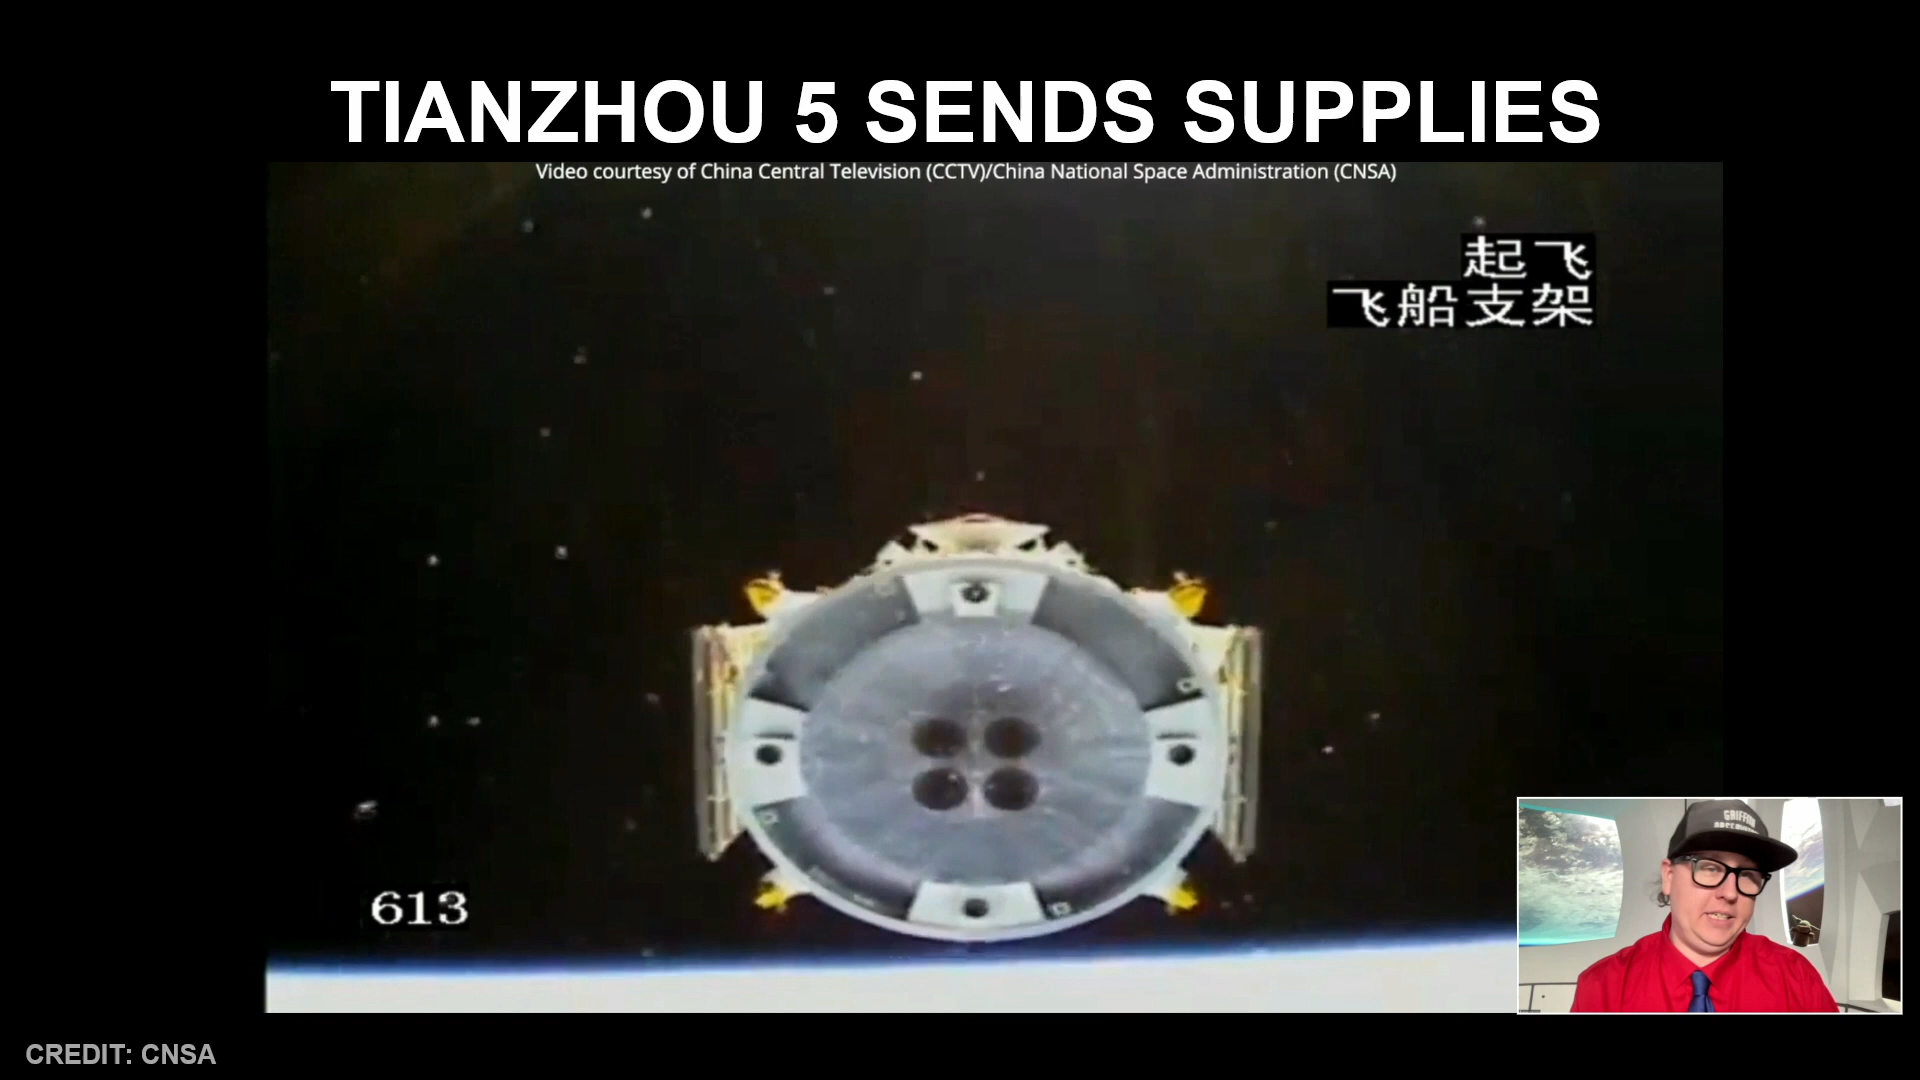 TIANZHOU 5 SENDS SUPPLIES
Video courtesy of China Central Television (CCTV)/China National Space Administration (CNSA)
起飞
飞船支架
613
GRIFFIN
CREDIT: CNSA